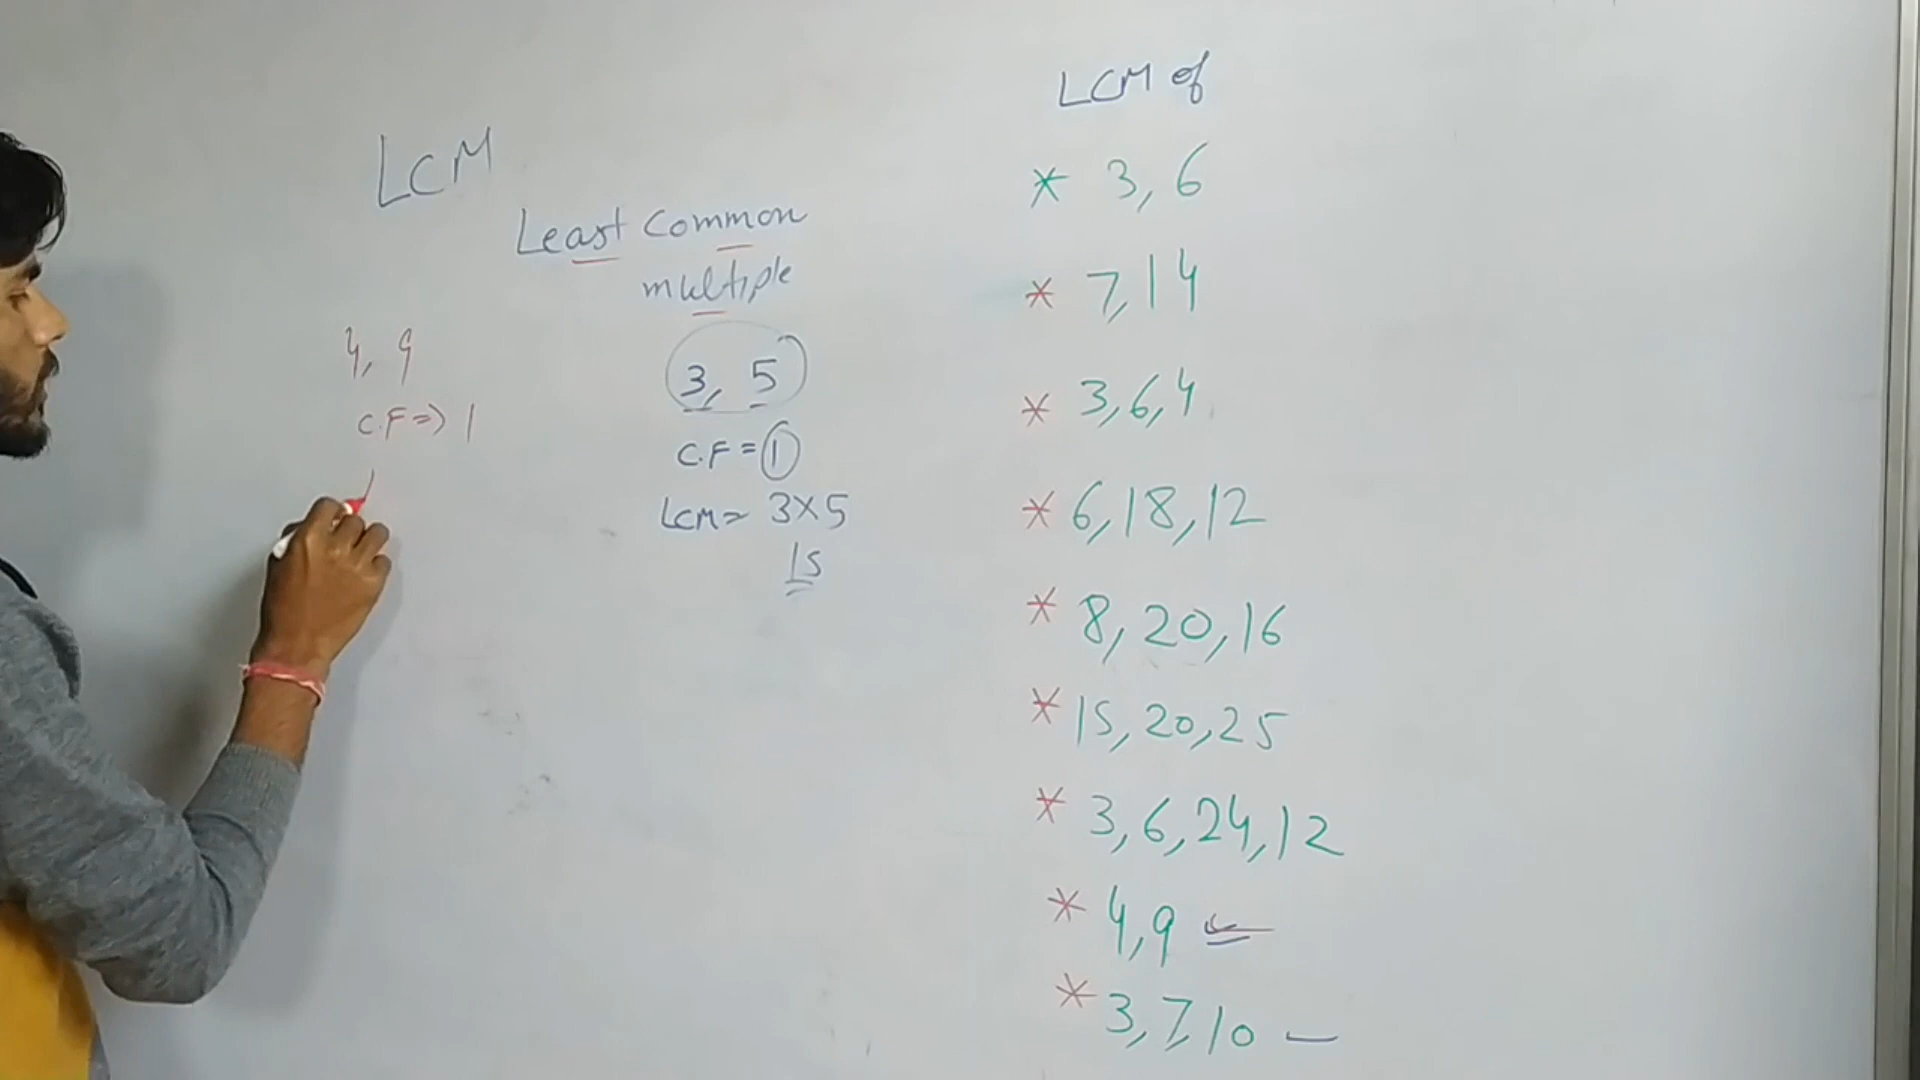 LCM
Least Common
multiple
4, 9
C.F => 1
3, 5
C.F = 1
LCM = 3×5
15
LCM of
* 3, 6
* 7, 14
* 3, 6, 4
* 6, 18, 12
* 8, 20, 16
* 15, 20, 25
* 3, 6, 24, 12
* 4, 9
* 3, 7, 10 —